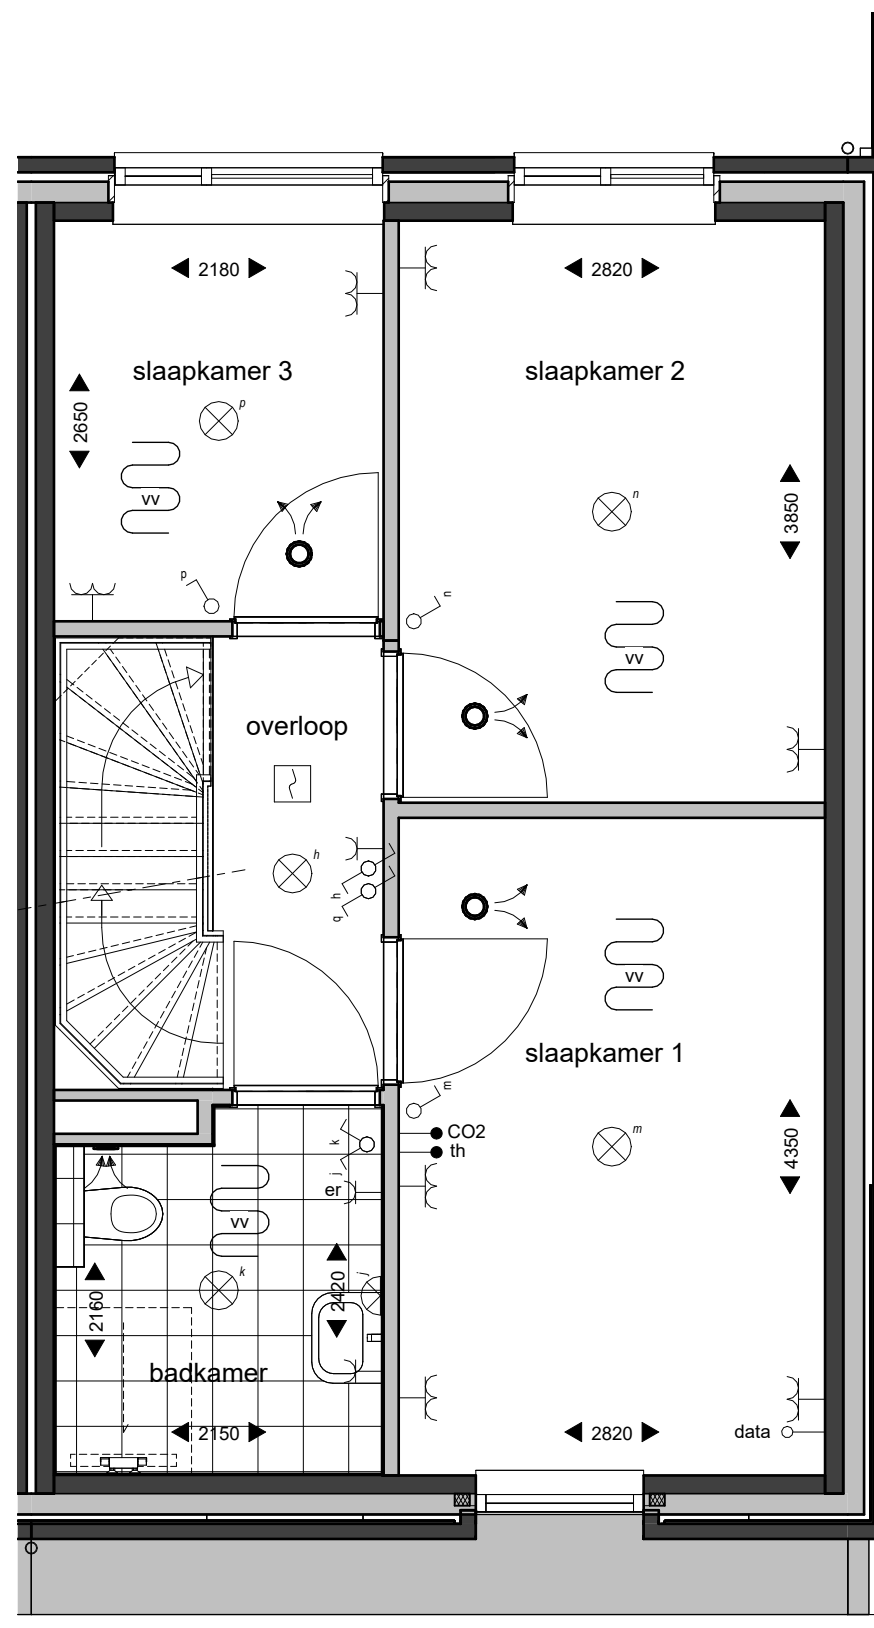 2180
2820
slaapkamer 3
slaapkamer 2
p
2650
vv
n
3850
p
n
vv
overloop
h
h
q
vv
slaapkamer 1
m
CO2
th
m
4350
k
j
er
vv
k
j
2160
2420
badkamer
2150
2820
data